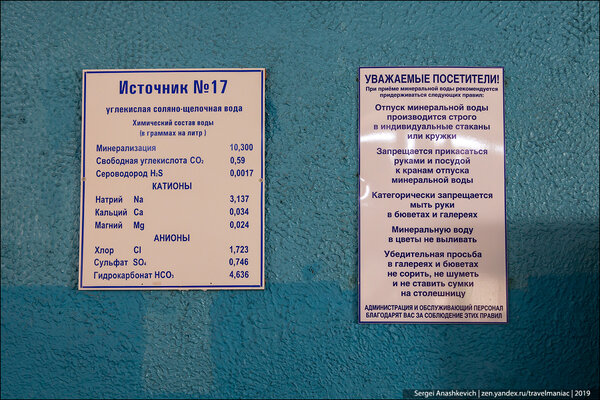 Источник №17
углекислая соляно-щелочная вода
Химический состав воды
(в граммах на литр )
Минерализация 10,300
Свободная углекислота CO₂ 0,59
Сероводород H₂S 0,0017
КАТИОНЫ
Натрий Na 3,137
Кальций Ca 0,034
Магний Mg 0,024
АНИОНЫ
Хлор Cl 1,723
Сульфат SO₄ 0,746
Гидрокарбонат HCO₃ 4,636
УВАЖАЕМЫЕ ПОСЕТИТЕЛИ!
При приёме минеральной воды рекомендуется
придерживаться следующих правил:
Отпуск минеральной воды
производится строго
в индивидуальные стаканы
или кружки
Запрещается прикасаться
руками и посудой
к кранам отпуска
минеральной воды
Категорически запрещается
мыть руки
в бюветах и галереях
Минеральную воду
в цветы не выливать
Убедительная просьба
в галереях и бюветах
не сорить, не шуметь
и не ставить сумки
на столешницу
АДМИНИСТРАЦИЯ И ОБСЛУЖИВАЮЩИЙ ПЕРСОНАЛ
БЛАГОДАРЯТ ВАС ЗА СОБЛЮДЕНИЕ ЭТИХ ПРАВИЛ
Sergei Anashkevich | zen.yandex.ru/travelmaniac | 2019